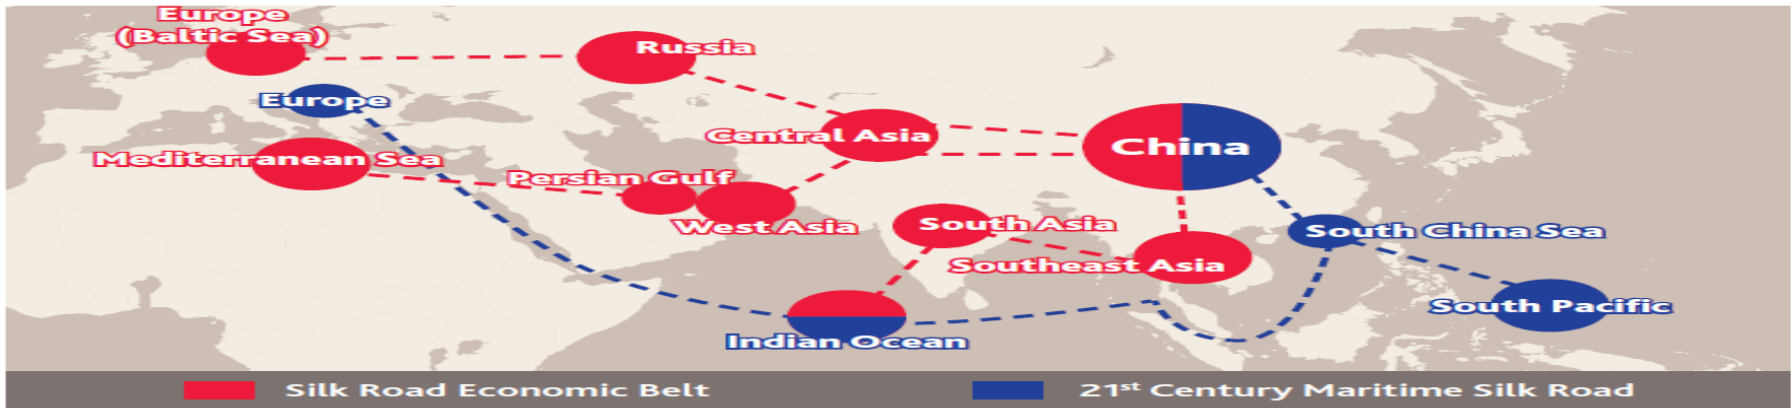 Europe
(Baltic Sea)
Russia
Europe
Central Asia
China
Mediterranean Sea
Persian Gulf
West Asia
South Asia
South China Sea
Southeast Asia
South Pacific
Indian Ocean
Silk Road Economic Belt
21st Century Maritime Silk Road